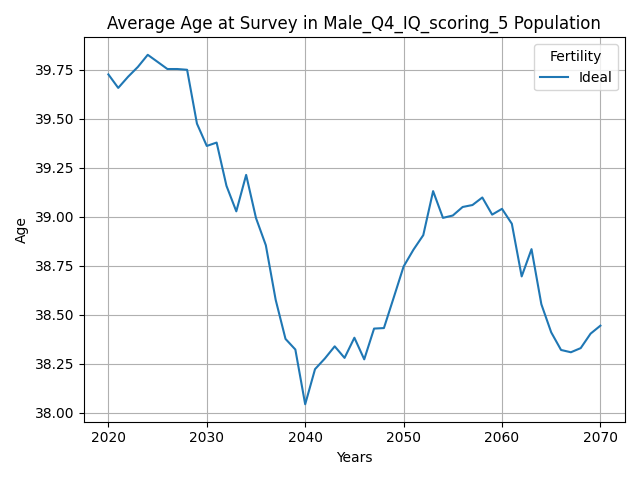 Average Age at Survey in Male_Q4_IQ_scoring_5 Population
Fertility
Ideal
39.75
39.50
39.25
39.00
38.75
38.50
38.25
38.00
Age
2020 2030 2040 2050 2060 2070
Years